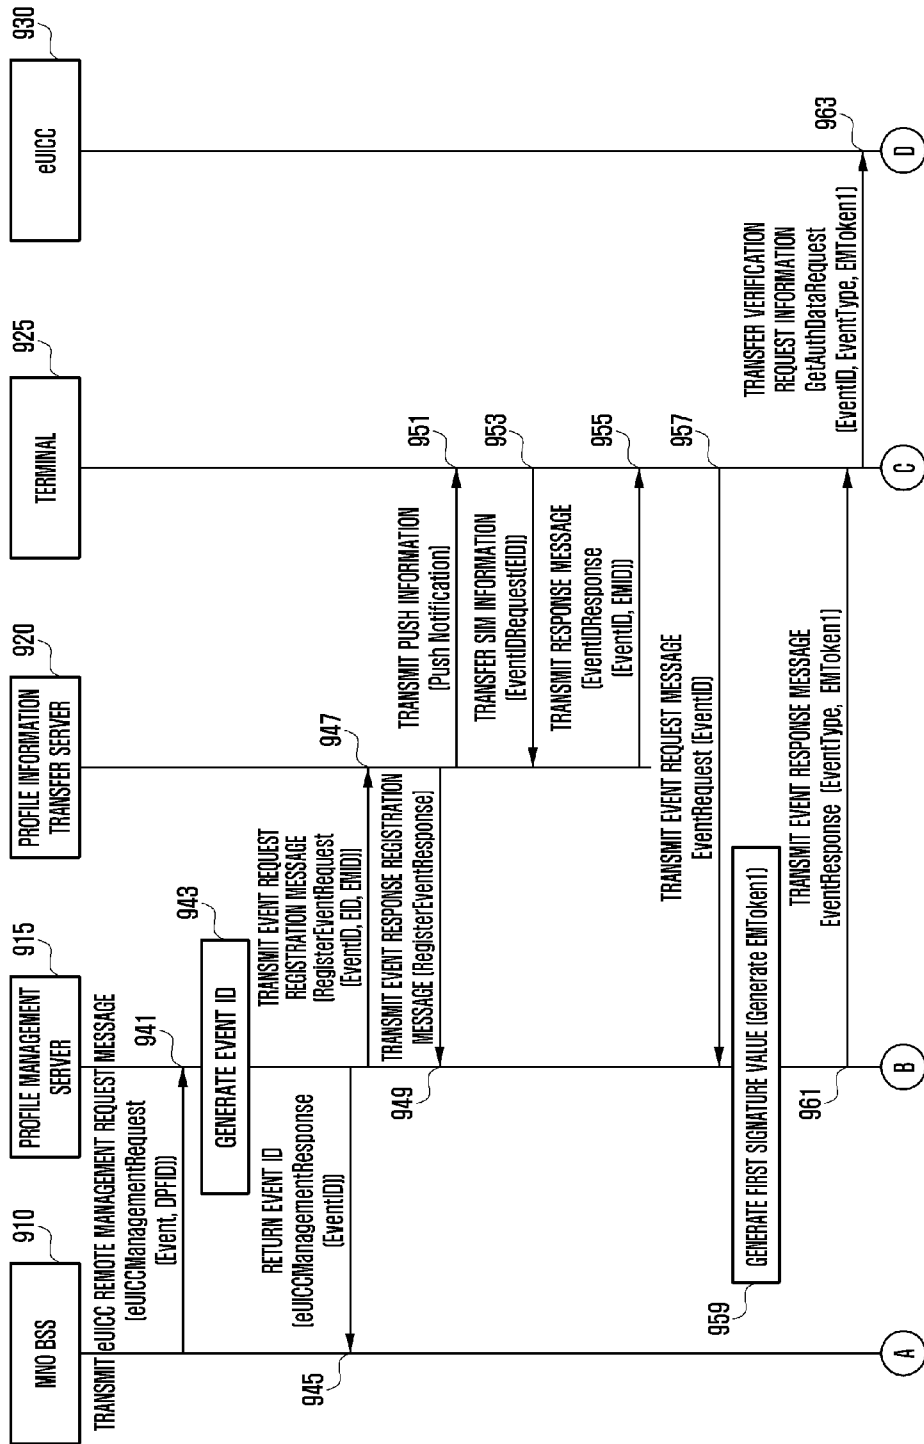 910
MNO BSS
915
PROFILE MANAGEMENT
SERVER
920
PROFILE INFORMATION
TRANSFER SERVER
925
TERMINAL
930
eUICC
TRANSMIT eUICC REMOTE MANAGEMENT REQUEST MESSAGE
(eUICCManagementRequest
(Event, DPFID))
941
GENERATE EVENT ID
943
RETURN EVENT ID
(eUICCManagementResponse
(EventID))
945
TRANSMIT EVENT REQUEST
REGISTRATION MESSAGE
(RegisterEventRequest
(EventID, EID, EMID))
947
TRANSMIT EVENT RESPONSE REGISTRATION
MESSAGE (RegisterEventResponse)
949
TRANSMIT PUSH INFORMATION
(Push Notification)
951
TRANSFER SIM INFORMATION
(EventIDRequest(EID))
953
TRANSMIT RESPONSE MESSAGE
(EventIDResponse
(EventID, EMID))
955
TRANSMIT EVENT REQUEST MESSAGE
EventRequest (EventID)
957
GENERATE FIRST SIGNATURE VALUE (Generate EMToken1)
959
TRANSMIT EVENT RESPONSE MESSAGE
EventResponse (EventType, EMToken1)
961
TRANSFER VERIFICATION
REQUEST INFORMATION
GetAuthDataRequest
(EventID, EventType, EMToken1)
963
A
B
C
D